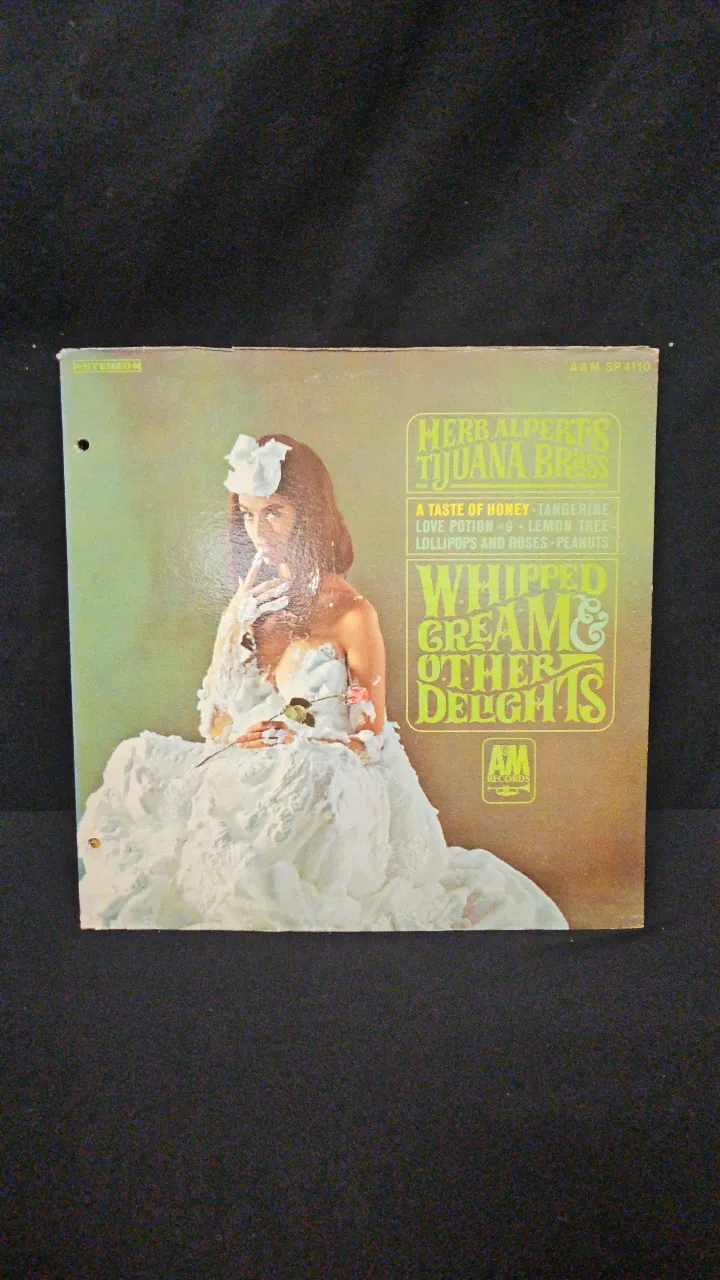 STEREO
A&M SP 4110
HERB ALPERT'S
TIJUANA BRASS
A TASTE OF HONEY · TANGERINE
LOVE POTION #9 · LEMON TREE
LOLLIPOPS AND ROSES · PEANUTS
WHIPPED
CREAM &
OTHER
DELIGHTS
A&M
RECORDS